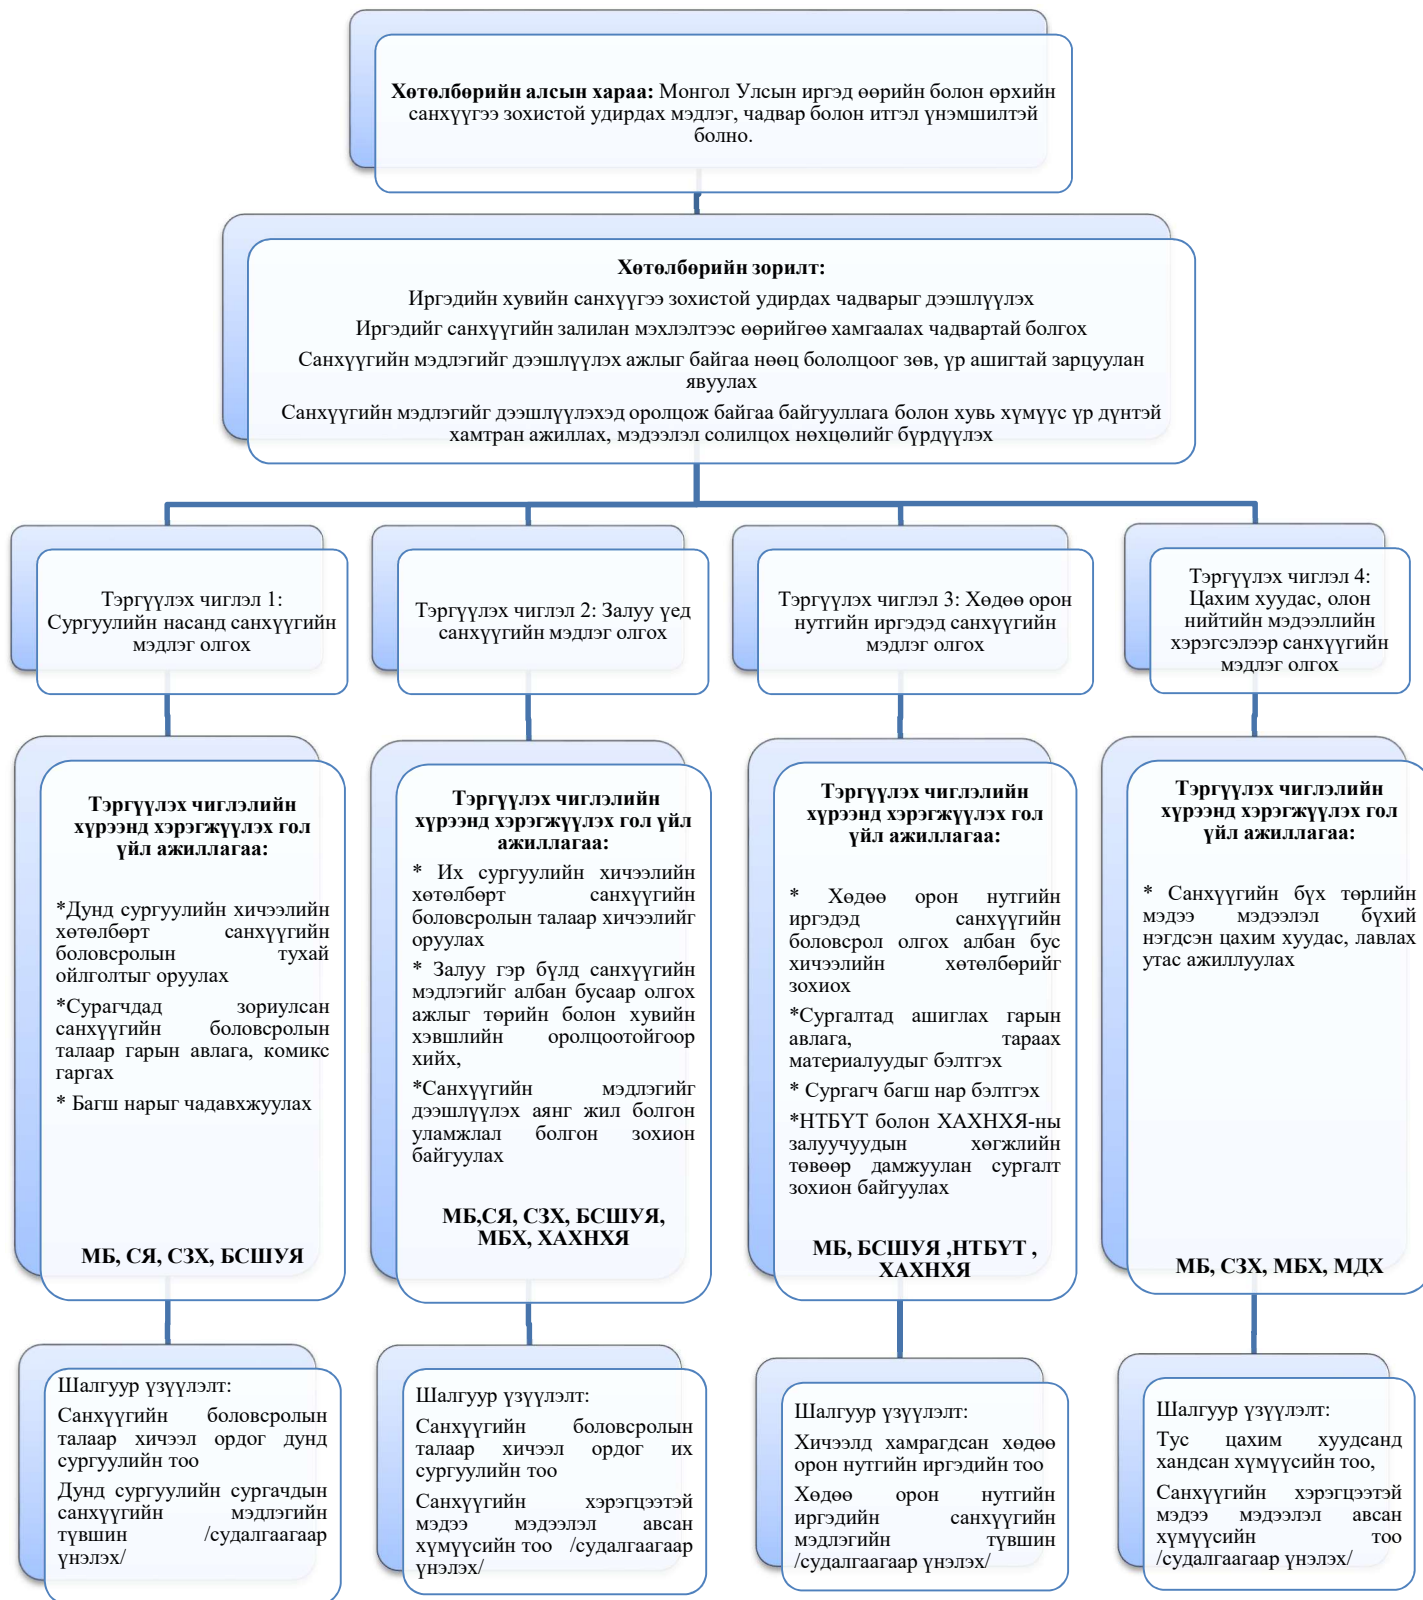 Хөтөлбөрийн алсын хараа: Монгол Улсын иргэд өөрийн болон өрхийн
санхүүгээ зохистой удирдах мэдлэг, чадвар болон итгэл үнэмшилтэй
болно.
Хөтөлбөрийн зорилт:
Иргэдийн хувийн санхүүгээ зохистой удирдах чадварыг дээшлүүлэх
Иргэдийг санхүүгийн залилан мэхлэлтээс өөрийгөө хамгаалах чадвартай болгох
Санхүүгийн мэдлэгийг дээшлүүлэх ажлыг байгаа нөөц бололцоог зөв, үр ашигтай зарцуулан
явуулах
Санхүүгийн мэдлэгийг дээшлүүлэхэд оролцож байгаа байгууллага болон хувь хүмүүс үр дүнтэй
хамтран ажиллах, мэдээлэл солилцох нөхцөлийг бүрдүүлэх
Тэргүүлэх чиглэл 1:
Сургуулийн насанд санхүүгийн
мэдлэг олгох
Тэргүүлэх чиглэл 2: Залуу үед
санхүүгийн мэдлэг олгох
Тэргүүлэх чиглэл 3: Хөдөө орон
нутгийн иргэдэд санхүүгийн
мэдлэг олгох
Тэргүүлэх чиглэл 4:
Цахим хуудас, олон
нийтийн мэдээллийн
хэрэгсэлээр санхүүгийн
мэдлэг олгох
Тэргүүлэх чиглэлийн
хүрээнд хэрэгжүүлэх гол
үйл ажиллагаа:
*Дунд сургуулийн хичээлийн
хөтөлбөрт санхүүгийн
боловсролын тухай
ойлголтыг оруулах
*Сурагчдад зориулсан
санхүүгийн боловсролын
талаар гарын авлага, комикс
гаргах
* Багш нарыг чадавхжуулах
МБ, СЯ, СЗХ, БСШУЯ
Тэргүүлэх чиглэлийн
хүрээнд хэрэгжүүлэх гол үйл
ажиллагаа:
* Их сургуулийн хичээлийн
хөтөлбөрт санхүүгийн
боловсролын талаар хичээлийг
оруулах
* Залуу гэр бүлд санхүүгийн
мэдлэгийг албан бусаар олгох
ажлыг төрийн болон хувийн
хэвшлийн оролцоотойгоор
хийх,
*Санхүүгийн мэдлэгийг
дээшлүүлэх аянг жил болгон
уламжлал болгон зохион
байгуулах
МБ,СЯ, СЗХ, БСШУЯ,
МБХ, ХАХНХЯ
Тэргүүлэх чиглэлийн
хүрээнд хэрэгжүүлэх гол
үйл ажиллагаа:
* Хөдөө орон нутгийн
иргэдэд санхүүгийн
боловсрол олгох албан бус
хичээлийн хөтөлбөрийг
зохиох
*Сургалтад ашиглах гарын
авлага, тараах
материалуудыг бэлтгэх
* Сургагч багш нар бэлтгэх
*НТБҮТ болон ХАХНХЯ-ны
залуучуудын хөгжлийн
төвөөр дамжуулан сургалт
зохион байгуулах
МБ, БСШУЯ ,НТБҮТ ,
ХАХНХЯ
Тэргүүлэх чиглэлийн
хүрээнд хэрэгжүүлэх гол
үйл ажиллагаа:
* Санхүүгийн бүх төрлийн
мэдээ мэдээлэл бүхий
нэгдсэн цахим хуудас, лавлах
утас ажиллуулах
МБ, СЗХ, МБХ, МДХ
Шалгуур үзүүлэлт:
Санхүүгийн боловсролын
талаар хичээл ордог дунд
сургуулийн тоо
Дунд сургуулийн сургачдын
санхүүгийн мэдлэгийн
түвшин /судалгаагаар
үнэлэх/
Шалгуур үзүүлэлт:
Санхүүгийн боловсролын
талаар хичээл ордог их
сургуулийн тоо
Санхүүгийн хэрэгцээтэй
мэдээ мэдээлэл авсан
хүмүүсийн тоо /судалгаагаар
үнэлэх/
Шалгуур үзүүлэлт:
Хичээлд хамрагдсан хөдөө
орон нутгийн иргэдийн тоо
Хөдөө орон нутгийн
иргэдийн санхүүгийн
мэдлэгийн түвшин
/судалгаагаар үнэлэх/
Шалгуур үзүүлэлт:
Тус цахим хуудсанд
хандсан хүмүүсийн тоо,
Санхүүгийн хэрэгцээтэй
мэдээ мэдээлэл авсан
хүмүүсийн тоо
/судалгаагаар үнэлэх/